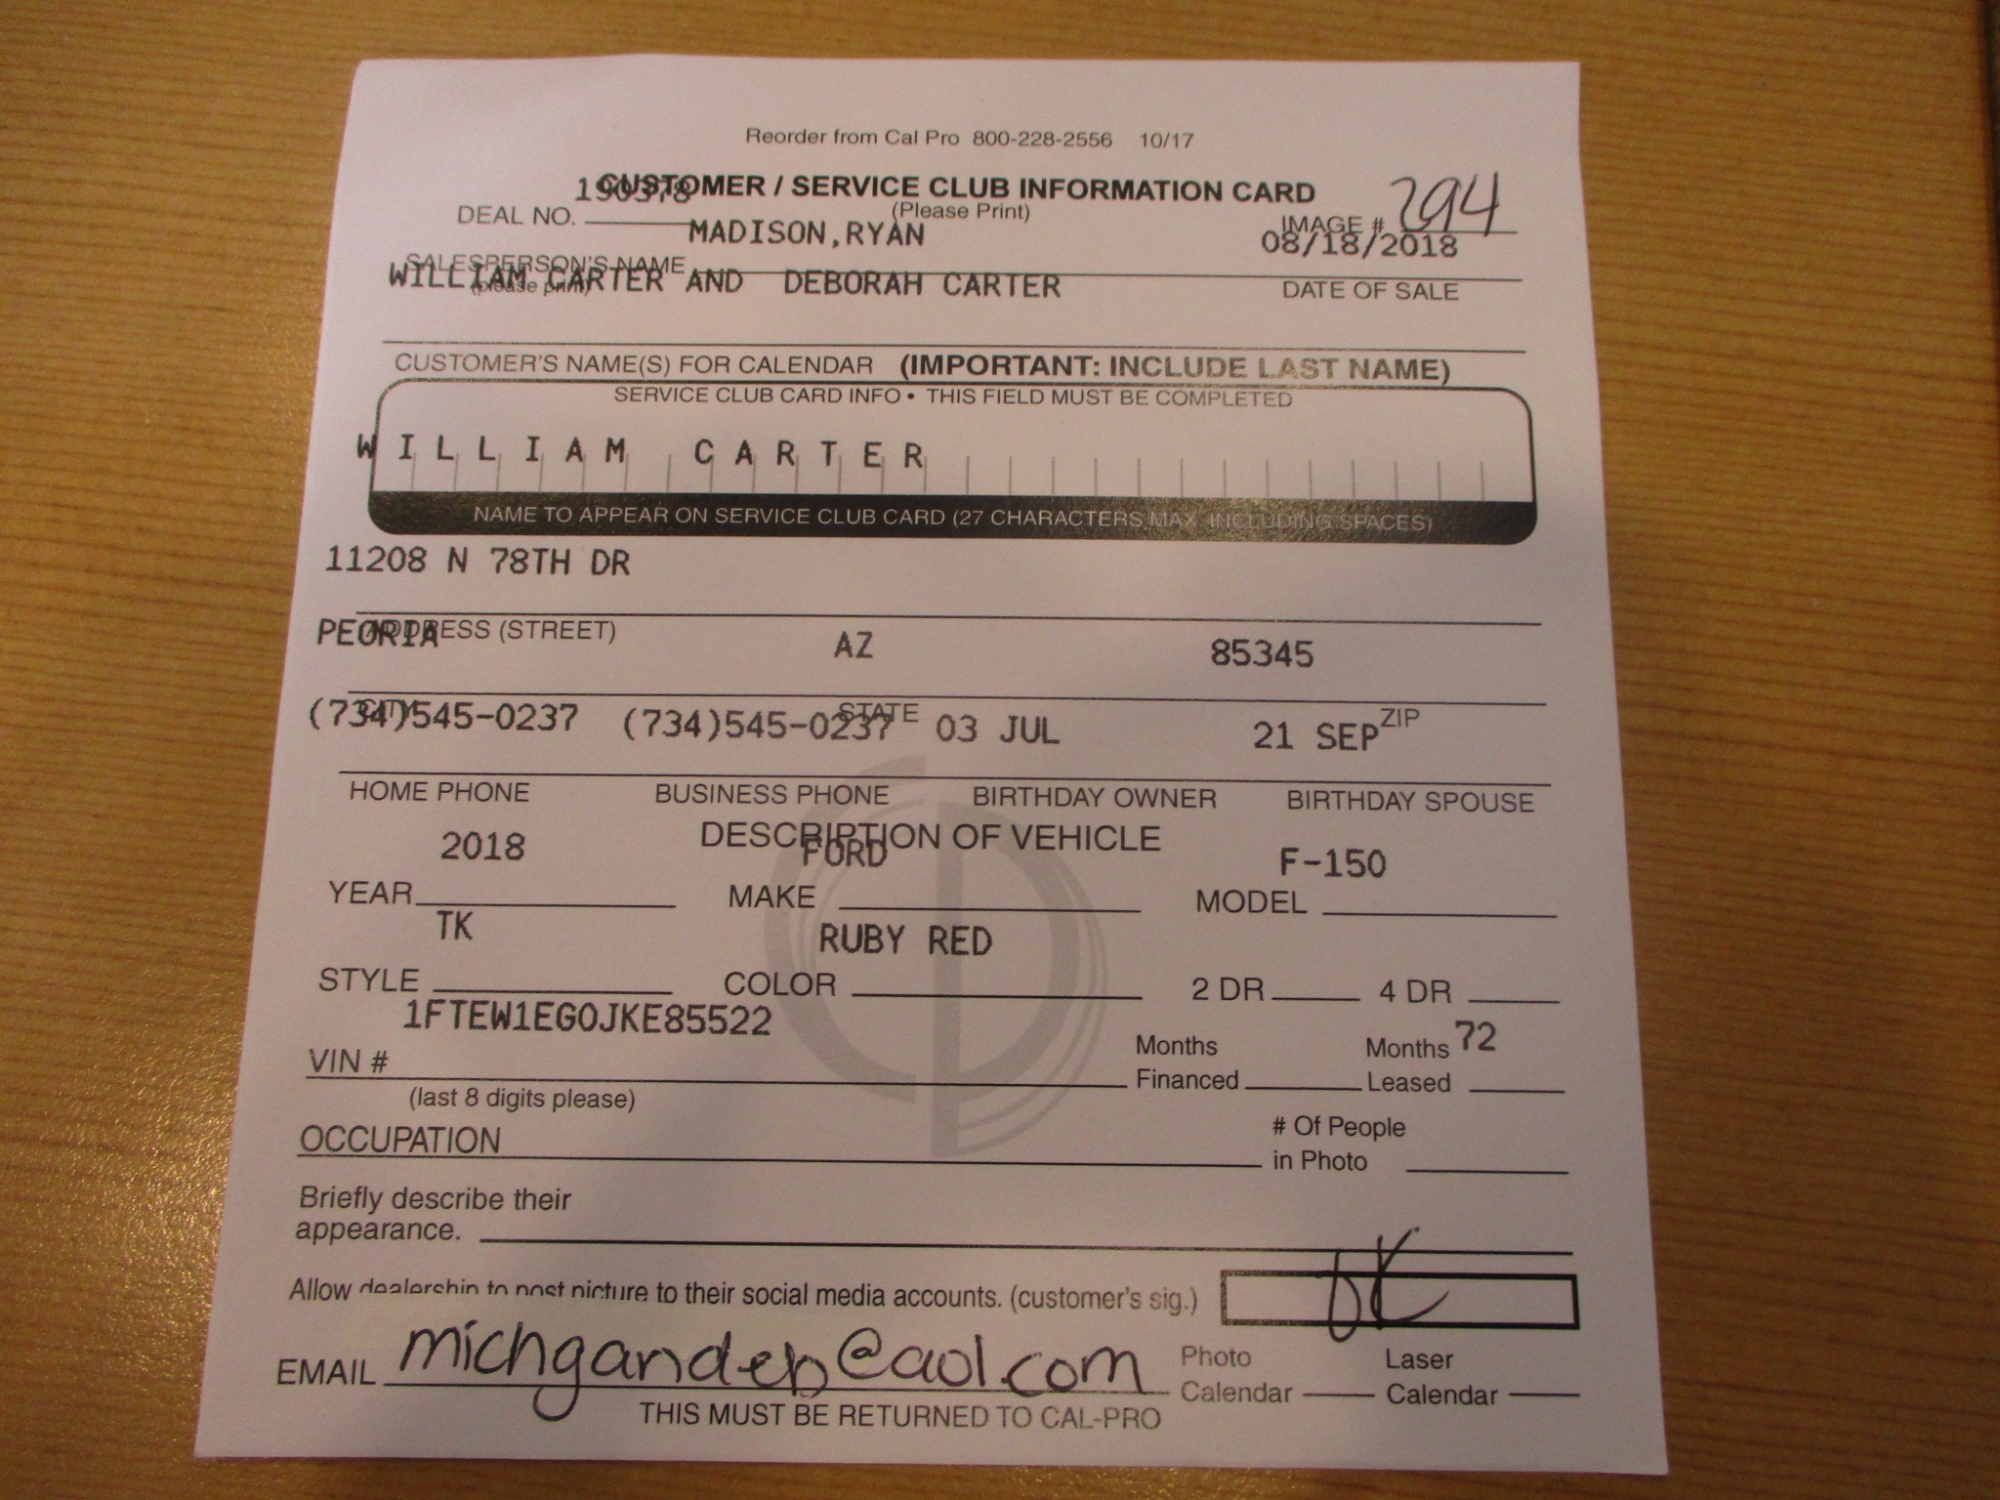 Reorder from Cal Pro 800-228-2556 10/17
CUSTOMER / SERVICE CLUB INFORMATION CARD
(Please Print)
DEAL NO. 190378
IMAGE # 294
MADISON,RYAN
08/18/2018
SALESPERSON'S NAME
(please print)
DATE OF SALE
WILLIAM CARTER AND DEBORAH CARTER
CUSTOMER'S NAME(S) FOR CALENDAR (IMPORTANT: INCLUDE LAST NAME)
SERVICE CLUB CARD INFO • THIS FIELD MUST BE COMPLETED
WILLIAM CARTER
NAME TO APPEAR ON SERVICE CLUB CARD (27 CHARACTERS MAX. INCLUDING SPACES)
11208 N 78TH DR
ADDRESS (STREET)
PEORIA AZ 85345
CITY STATE ZIP
(734)545-0237 (734)545-0237 03 JUL 21 SEP
HOME PHONE BUSINESS PHONE BIRTHDAY OWNER BIRTHDAY SPOUSE
DESCRIPTION OF VEHICLE
2018 FORD F-150
YEAR MAKE MODEL
TK RUBY RED
STYLE COLOR 2 DR 4 DR
1FTEW1EG0JKE85522
VIN # Months Financed Months Leased 72
(last 8 digits please)
OCCUPATION # Of People in Photo
Briefly describe their
appearance.
Allow dealership to post picture to their social media accounts. (customer's sig.)
EMAIL michgandeb@aol.com Photo Calendar Laser Calendar
THIS MUST BE RETURNED TO CAL-PRO